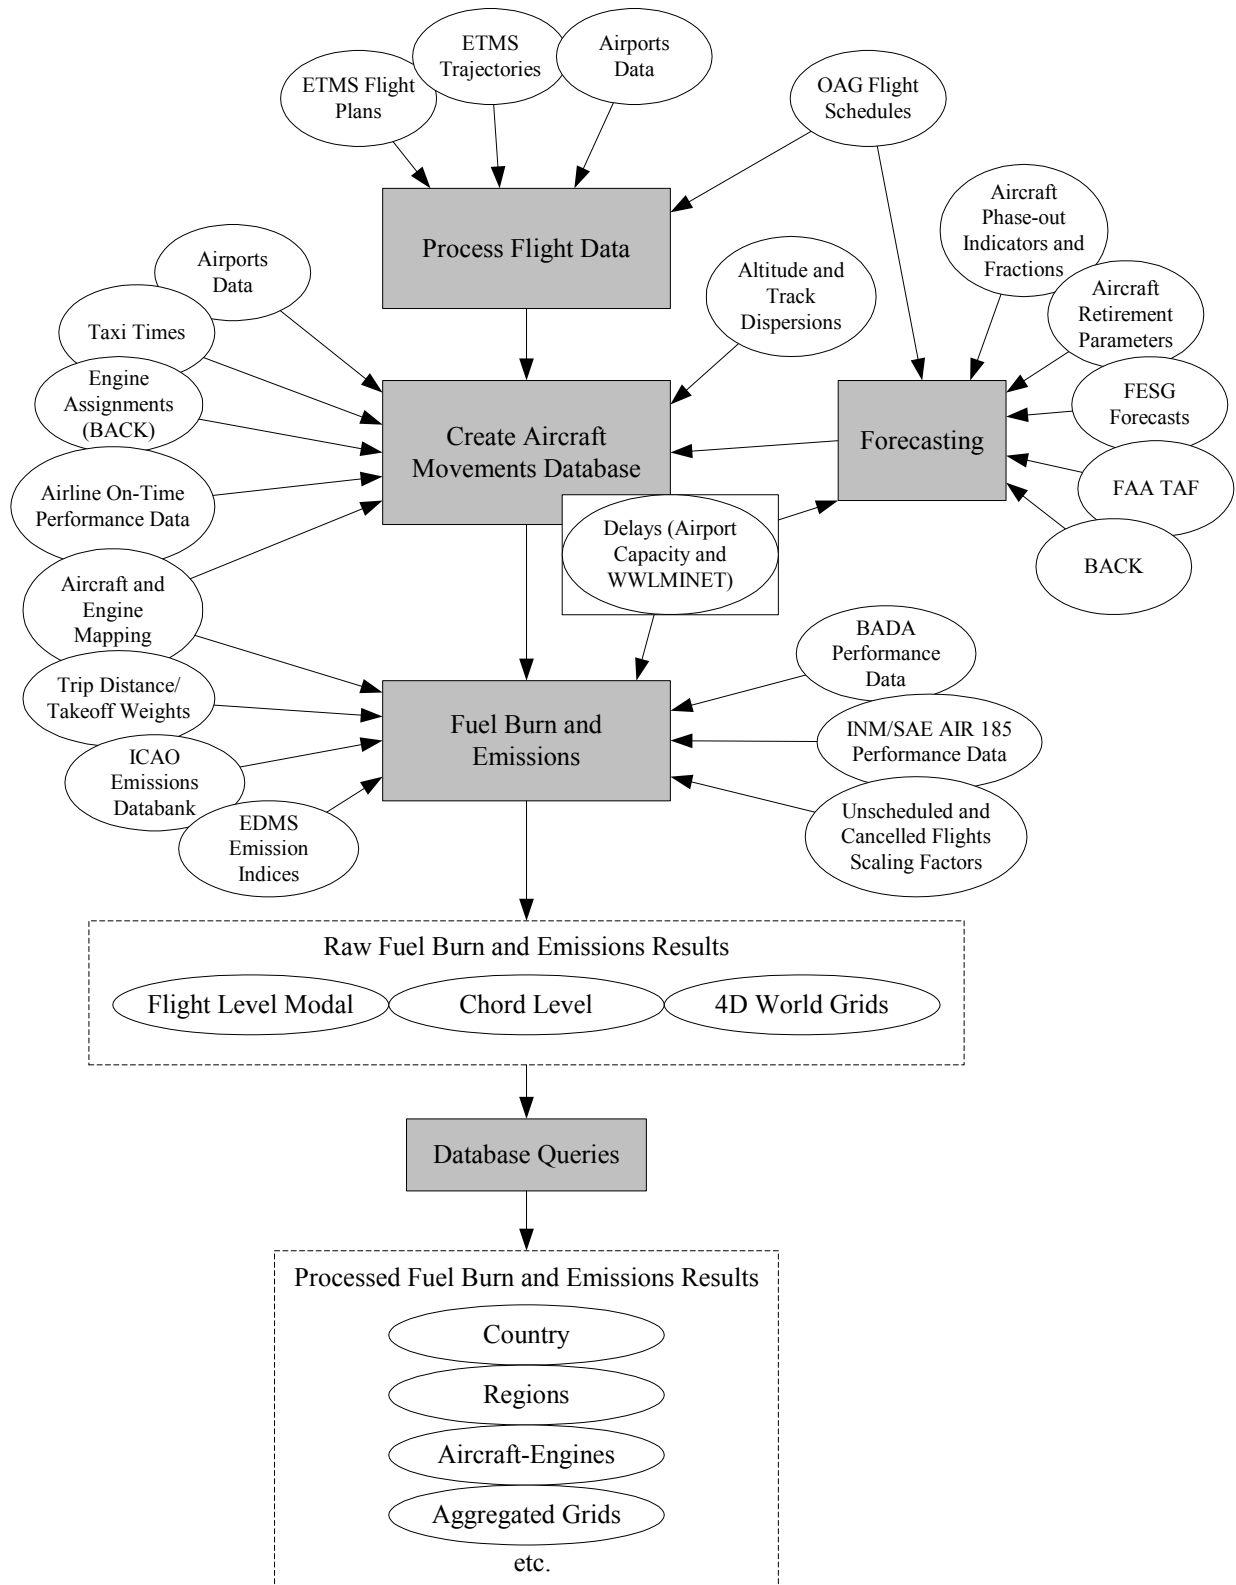 ETMS
Trajectories
Airports
Data
ETMS Flight
Plans
OAG Flight
Schedules
Process Flight Data
Aircraft
Phase-out
Indicators and
Fractions
Airports
Data
Altitude and
Track
Dispersions
Aircraft
Retirement
Parameters
Taxi Times
Engine
Assignments
(BACK)
Create Aircraft
Movements Database
Forecasting
FESG
Forecasts
Airline On-Time
Performance Data
FAA TAF
Delays (Airport
Capacity and
WWLMINET)
BACK
Aircraft and
Engine
Mapping
BADA
Performance
Data
Trip Distance/
Takeoff Weights
Fuel Burn and
Emissions
INM/SAE AIR 185
Performance Data
ICAO
Emissions
Databank
EDMS
Emission
Indices
Unscheduled and
Cancelled Flights
Scaling Factors
Raw Fuel Burn and Emissions Results
Flight Level Modal
Chord Level
4D World Grids
Database Queries
Processed Fuel Burn and Emissions Results
Country
Regions
Aircraft-Engines
Aggregated Grids
etc.